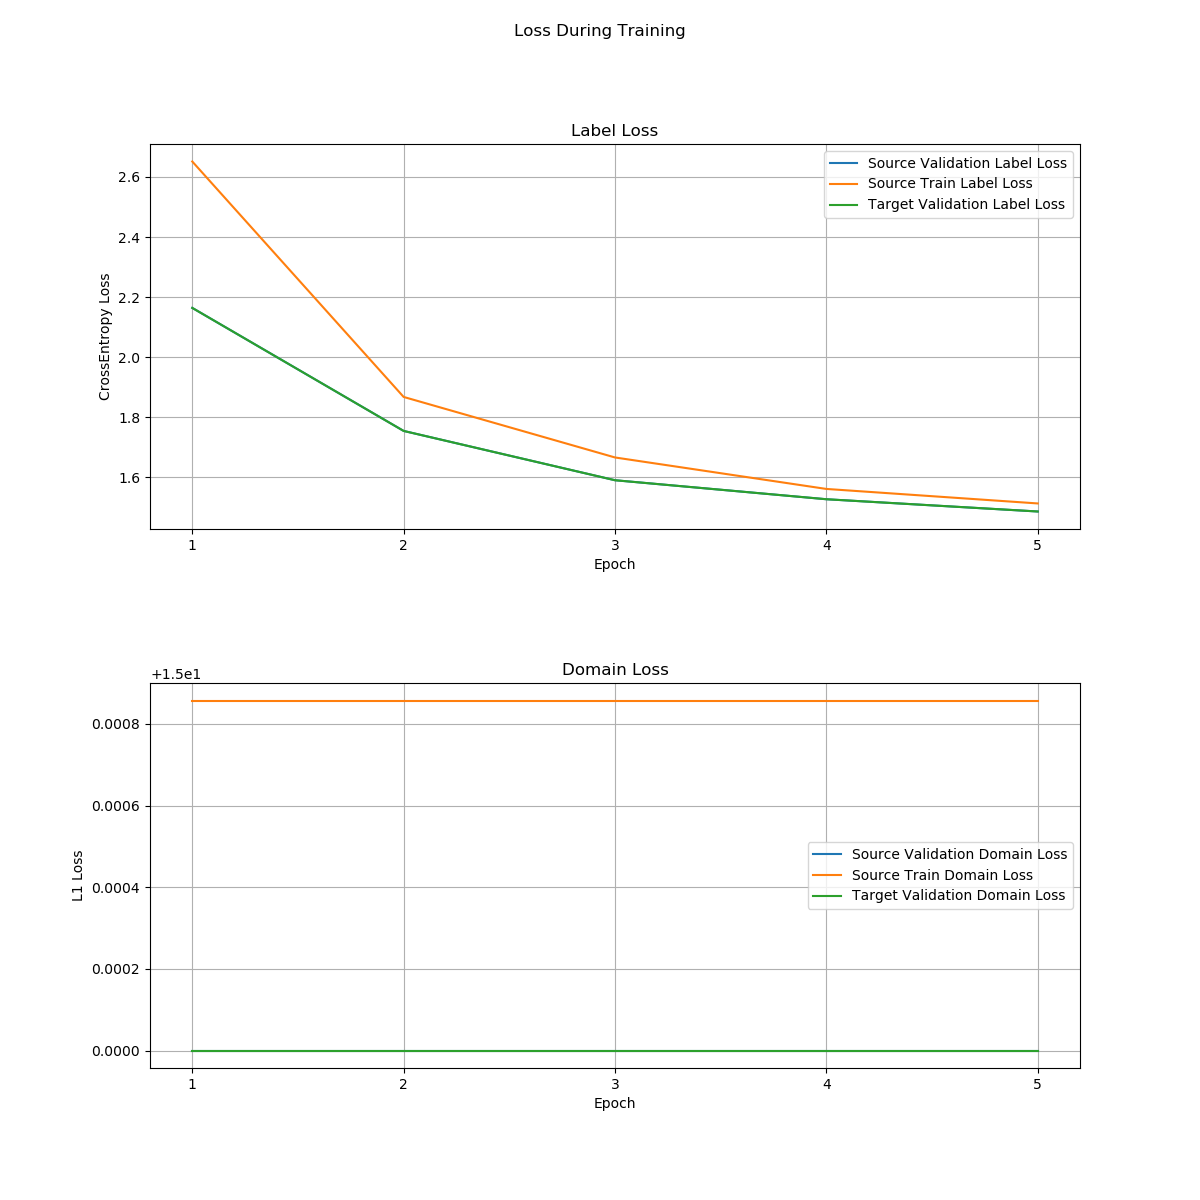 Loss During Training
Label Loss
CrossEntropy Loss
2.6
2.4
2.2
2.0
1.8
1.6
Source Validation Label Loss
Source Train Label Loss
Target Validation Label Loss
1 2 3 4 5
Epoch
Domain Loss
+1.5e1
L1 Loss
0.0008
0.0006
0.0004
0.0002
0.0000
Source Validation Domain Loss
Source Train Domain Loss
Target Validation Domain Loss
1 2 3 4 5
Epoch